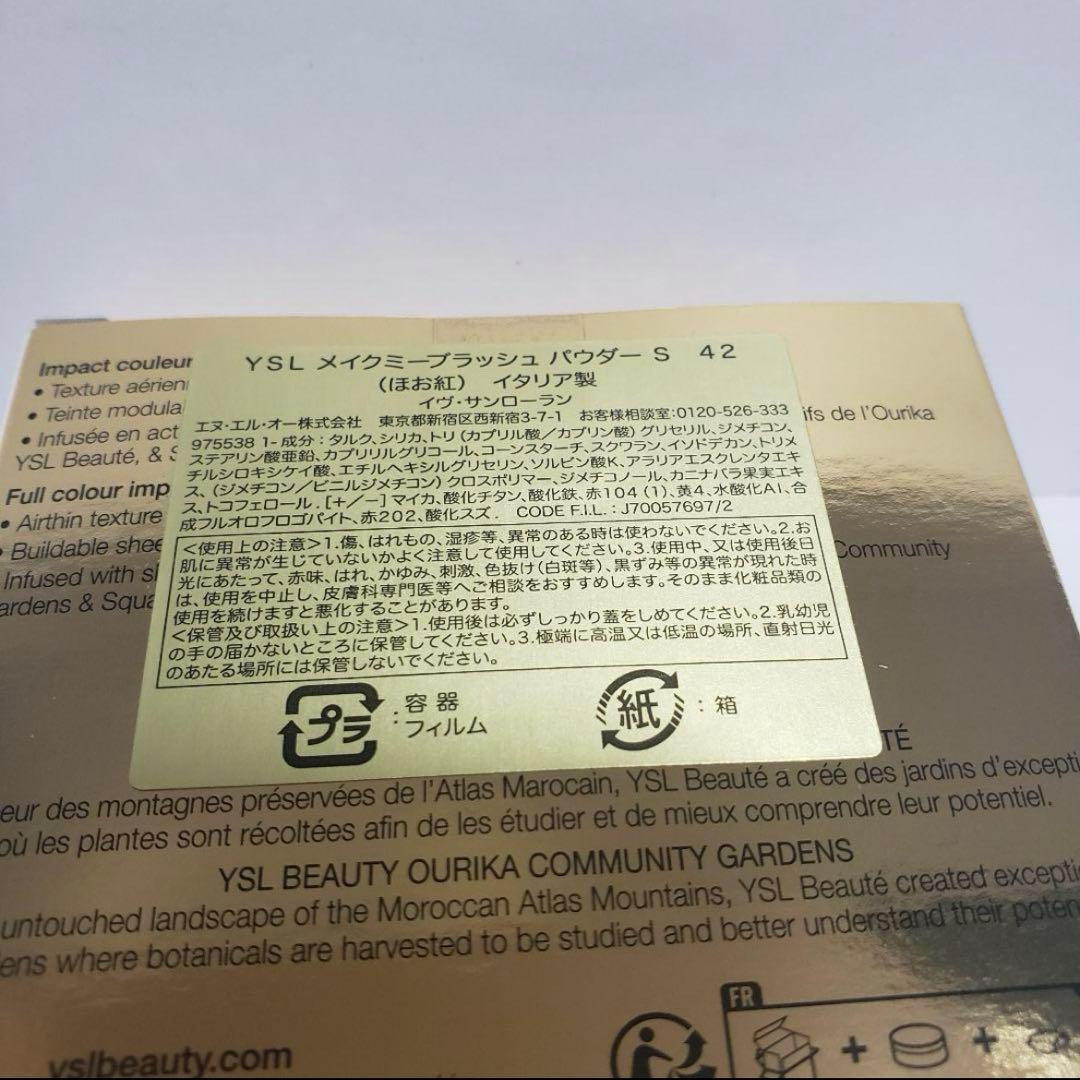 Impact couleur
• Texture aérien
• Teinte modula
• Infusée en act
ifs de l'Ourika
YSL Beauté, & S
Full colour imp
• Airthin texture
• Buildable shee
Infused with s
Community
ardens & Squa
YSL メイクミーブラッシュ パウダー S 42
（ほお紅） イタリア製
イヴ・サンローラン
エヌ・エル・オー株式会社 東京都新宿区西新宿3-7-1 お客様相談室:0120-526-333
975538 1- 成分：タルク、シリカ、トリ（カプリル酸／カプリン酸）グリセリル、ジメチコン、
ステアリン酸亜鉛、カプリリルグリコール、コーンスターチ、スクワラン、イソドデカン、トリメ
チルシロキシケイ酸、エチルヘキシルグリセリン、ソルビン酸K、アラリアエスクレンタエキ
ス、（ジメチコン／ビニルジメチコン）クロスポリマー、ジメチコノール、カニナバラ果実エキ
ス、トコフェロール．[＋/－] マイカ、酸化チタン、酸化鉄、赤104（1）、黄4、水酸化Al、合
成フルオロフロゴパイト、赤202、酸化スズ． CODE F.I.L.：J70057697/2
＜使用上の注意＞1.傷、はれもの、湿疹等、異常のある時は使わないでください。2.お
肌に異常が生じていないかよく注意して使用してください。3.使用中、又は使用後日
光にあたって、赤味、はれ、かゆみ、刺激、色抜け(白斑等)、黒ずみ等の異常が現れた時
は、使用を中止し、皮膚科専門医等へご相談をおすすめします。そのまま化粧品類の
使用を続けますと悪化することがあります。
＜保管及び取扱い上の注意＞1.使用後は必ずしっかり蓋をしめてください。2.乳幼児
の手の届かないところに保管してください。3.極端に高温又は低温の場所、直射日光
のあたる場所には保管しないでください。
プラ：容器
フィルム
紙：箱
TÉ
eur des montagnes préservées de l'Atlas Marocain, YSL Beauté a créé des jardins d'excepti
où les plantes sont récoltées afin de les étudier et de mieux comprendre leur potentiel.
YSL BEAUTY OURIKA COMMUNITY GARDENS
untouched landscape of the Moroccan Atlas Mountains, YSL Beauté created excepti
ens where botanicals are harvested to be studied and better understand their poten
yslbeauty.com
FR
+ +